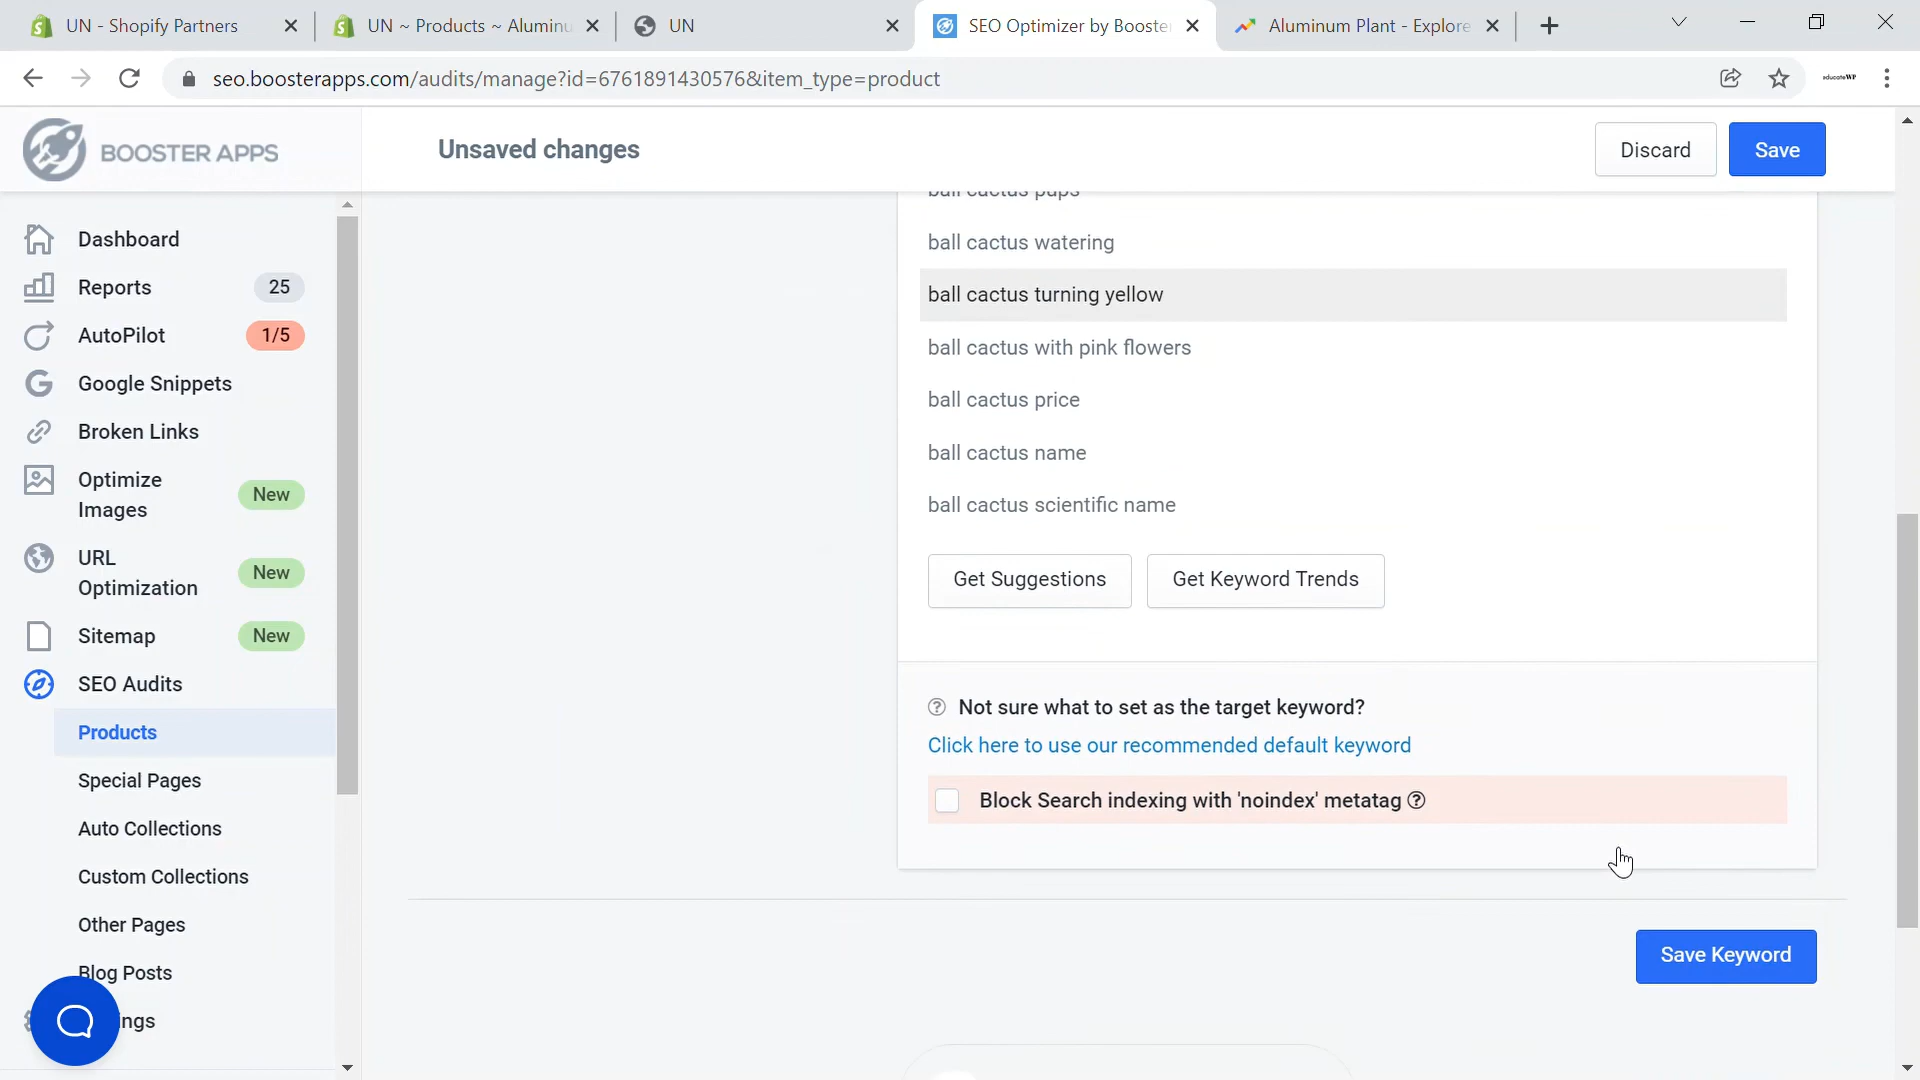 UN - Shopify Partners
UN ~ Products ~ Aluminu
UN
SEO Optimizer by Booste
Aluminum Plant - Explore
seo.boosterapps.com/audits/manage?id=6761891430576&item_type=product
educateWP
BOOSTER APPS
Unsaved changes
Discard
Save
Dashboard
Reports 25
AutoPilot 1/5
Google Snippets
Broken Links
Optimize
Images
New
URL
Optimization
New
Sitemap New
SEO Audits
Products
Special Pages
Auto Collections
Custom Collections
Other Pages
Blog Posts
ngs
ball cactus pups
ball cactus watering
ball cactus turning yellow
ball cactus with pink flowers
ball cactus price
ball cactus name
ball cactus scientific name
Get Suggestions
Get Keyword Trends
Not sure what to set as the target keyword?
Click here to use our recommended default keyword
Block Search indexing with 'noindex' metatag
Save Keyword